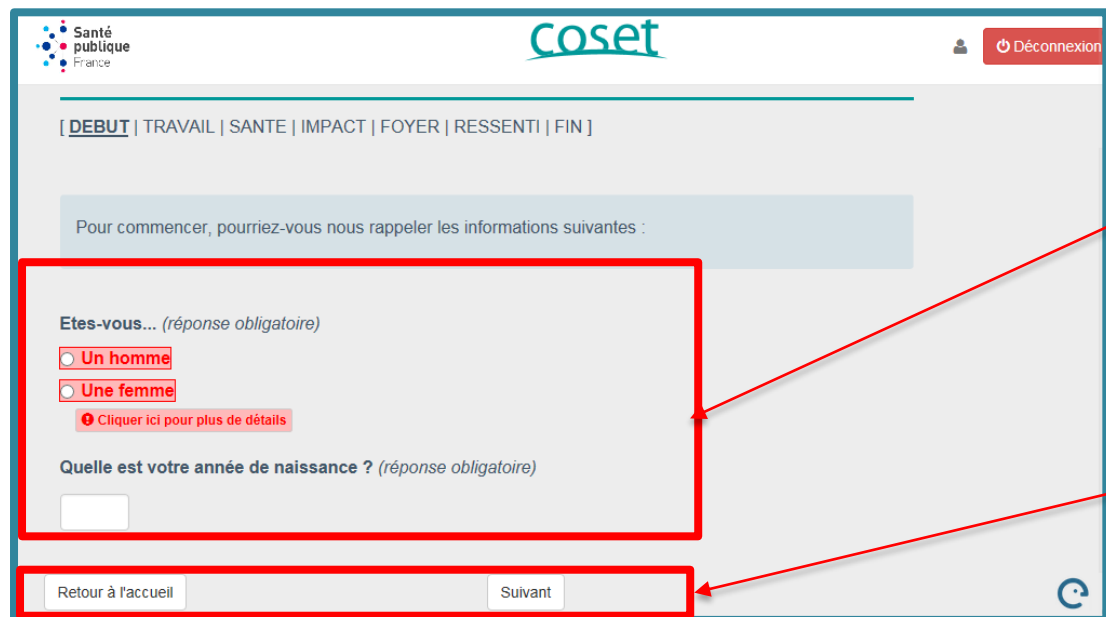 Santé
publique
France
coset
Déconnexion
[ DEBUT | TRAVAIL | SANTE | IMPACT | FOYER | RESSENTI | FIN ]
Pour commencer, pourriez-vous nous rappeler les informations suivantes :
Etes-vous... (réponse obligatoire)
Un homme
Une femme
Cliquer ici pour plus de détails
Quelle est votre année de naissance ? (réponse obligatoire)
Retour à l'accueil
Suivant